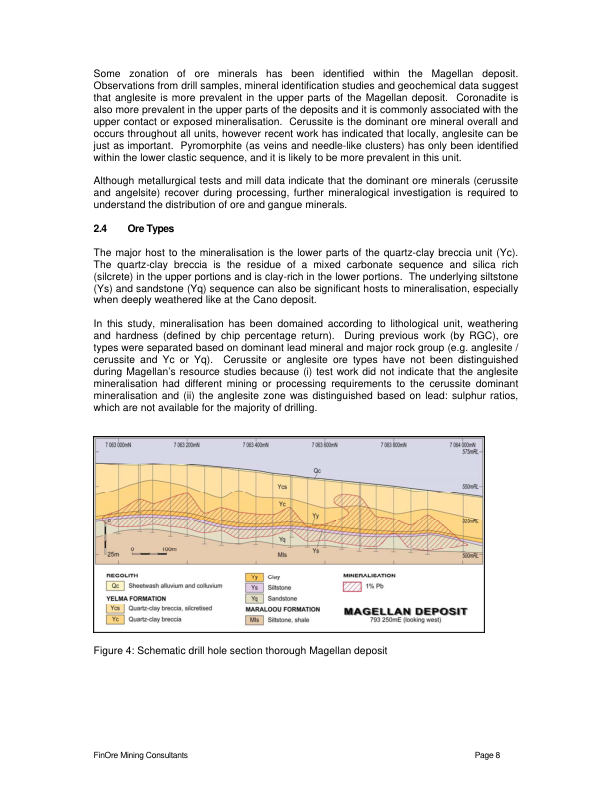 Some zonation of ore minerals has been identified within the Magellan deposit.
Observations from drill samples, mineral identification studies and geochemical data suggest
that anglesite is more prevalent in the upper parts of the Magellan deposit. Coronadite is
also more prevalent in the upper parts of the deposits and it is commonly associated with the
upper contact or exposed mineralisation. Cerussite is the dominant ore mineral overall and
occurs throughout all units, however recent work has indicated that locally, anglesite can be
just as important. Pyromorphite (as veins and needle-like clusters) has only been identified
within the lower clastic sequence, and it is likely to be more prevalent in this unit.
Although metallurgical tests and mill data indicate that the dominant ore minerals (cerussite
and angelsite) recover during processing, further mineralogical investigation is required to
understand the distribution of ore and gangue minerals.
2.4 Ore Types
The major host to the mineralisation is the lower parts of the quartz-clay breccia unit (Yc).
The quartz-clay breccia is the residue of a mixed carbonate sequence and silica rich
(silcrete) in the upper portions and is clay-rich in the lower portions. The underlying siltstone
(Ys) and sandstone (Yq) sequence can also be significant hosts to mineralisation, especially
when deeply weathered like at the Cano deposit.
In this study, mineralisation has been domained according to lithological unit, weathering
and hardness (defined by chip percentage return). During previous work (by RGC), ore
types were separated based on dominant lead mineral and major rock group (e.g. anglesite /
cerussite and Yc or Yq). Cerussite or anglesite ore types have not been distinguished
during Magellan's resource studies because (i) test work did not indicate that the anglesite
mineralisation had different mining or processing requirements to the cerussite dominant
mineralisation and (ii) the anglesite zone was distinguished based on lead: sulphur ratios,
which are not available for the majority of drilling.
7 063 000mN 7 063 200mN 7 063 400mN 7 063 600mN 7 063 800mN 7 064 000mN
575mRL
Qc
Ycs
550mRL
Yc
Yy
525mRL
0
Yq
25m
0 100m
Mls
Ys
500mRL
REGOLITH
Qc Sheetwash alluvium and colluvium
YELMA FORMATION
Ycs Quartz-clay breccia, silcretised
Yc Quartz-clay breccia
Yy Clay
Ys Siltstone
Yq Sandstone
MARALOOU FORMATION
Mls Siltstone, shale
MINERALISATION
1% Pb
MAGELLAN DEPOSIT
793 250mE (looking west)
Figure 4: Schematic drill hole section thorough Magellan deposit
FinOre Mining Consultants Page 8